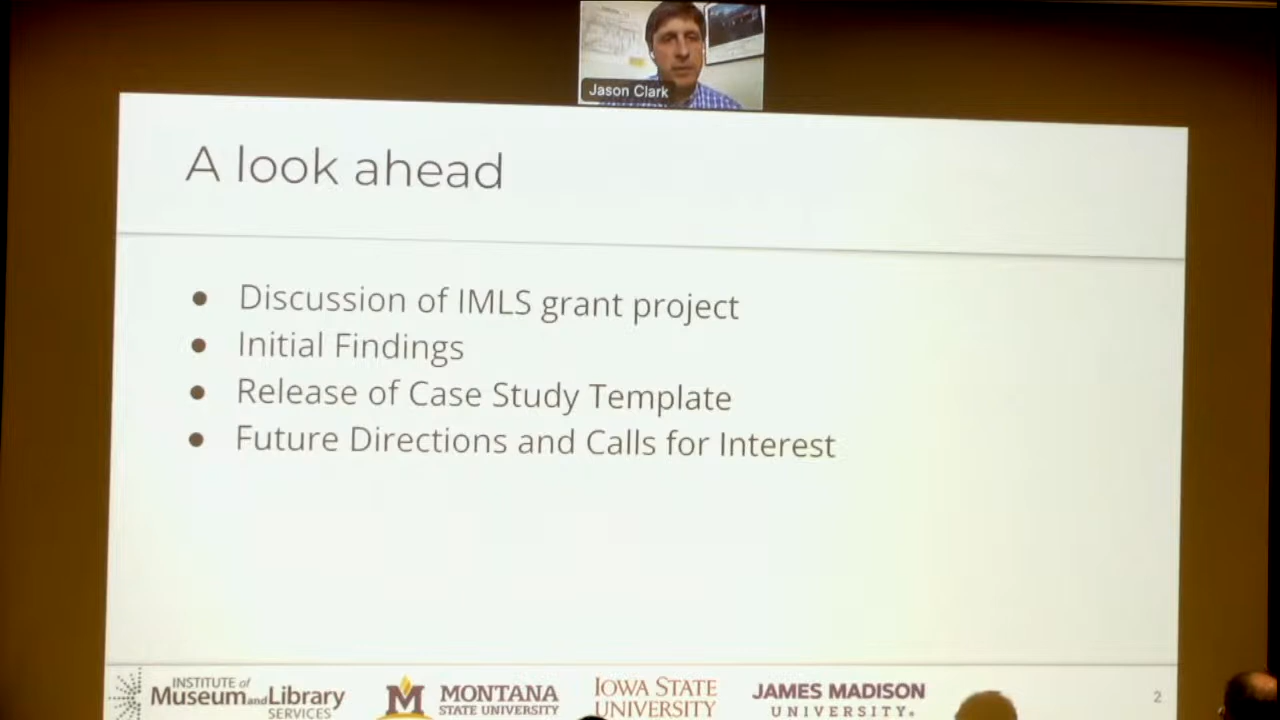 Jason Clark
A look ahead
● Discussion of IMLS grant project
● Initial Findings
● Release of Case Study Template
● Future Directions and Calls for Interest
INSTITUTE of
Museum and Library
SERVICES
M MONTANA
STATE UNIVERSITY
IOWA STATE
UNIVERSITY
JAMES MADISON
UNIVERSITY.
2